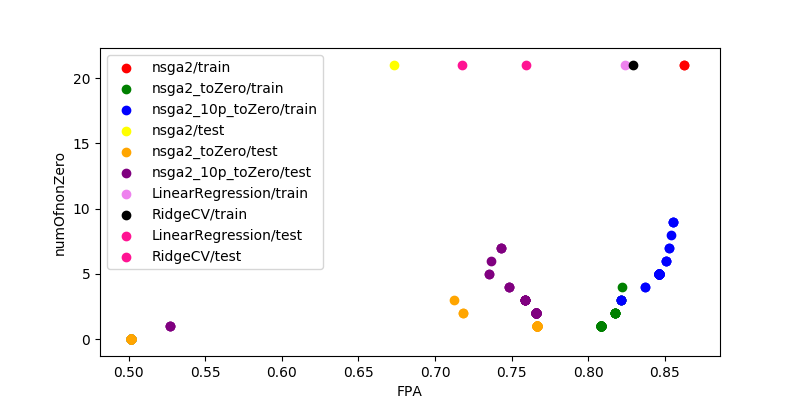 20
15
10
5
0
numOfnonZero
nsga2/train
nsga2_toZero/train
nsga2_10p_toZero/train
nsga2/test
nsga2_toZero/test
nsga2_10p_toZero/test
LinearRegression/train
RidgeCV/train
LinearRegression/test
RidgeCV/test
0.50 0.55 0.60 0.65 0.70 0.75 0.80 0.85
FPA